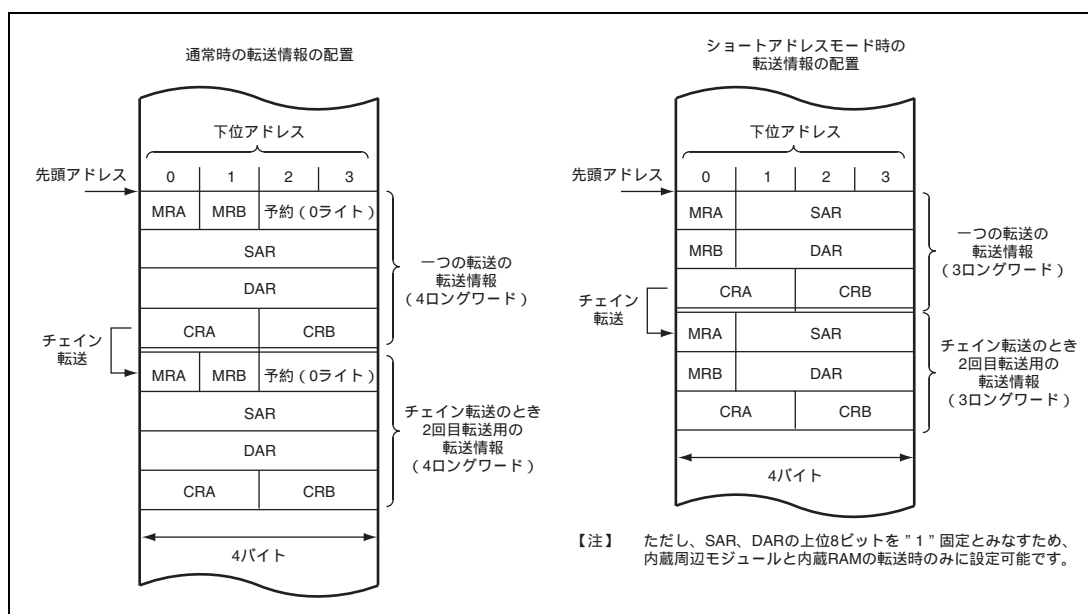 通常時の転送情報の配置
下位アドレス
先頭アドレス
0 1 2 3
MRA MRB 予約（0ライト）
SAR
DAR
CRA CRB
一つの転送の
転送情報
（4ロングワード）
チェイン
転送
MRA MRB 予約（0ライト）
SAR
DAR
CRA CRB
チェイン転送のとき
2回目転送用の
転送情報
（4ロングワード）
4バイト
ショートアドレスモード時の
転送情報の配置
下位アドレス
先頭アドレス
0 1 2 3
MRA SAR
MRB DAR
CRA CRB
一つの転送の
転送情報
（3ロングワード）
チェイン
転送
MRA SAR
MRB DAR
CRA CRB
チェイン転送のとき
2回目転送用の
転送情報
（3ロングワード）
4バイト
【注】 ただし、SAR、DARの上位8ビットを ” 1 ” 固定とみなすため、
内蔵周辺モジュールと内蔵RAMの転送時のみに設定可能です。